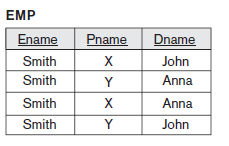 EMP
Ename Pname Dname
Smith X John
Smith Y Anna
Smith X Anna
Smith Y John